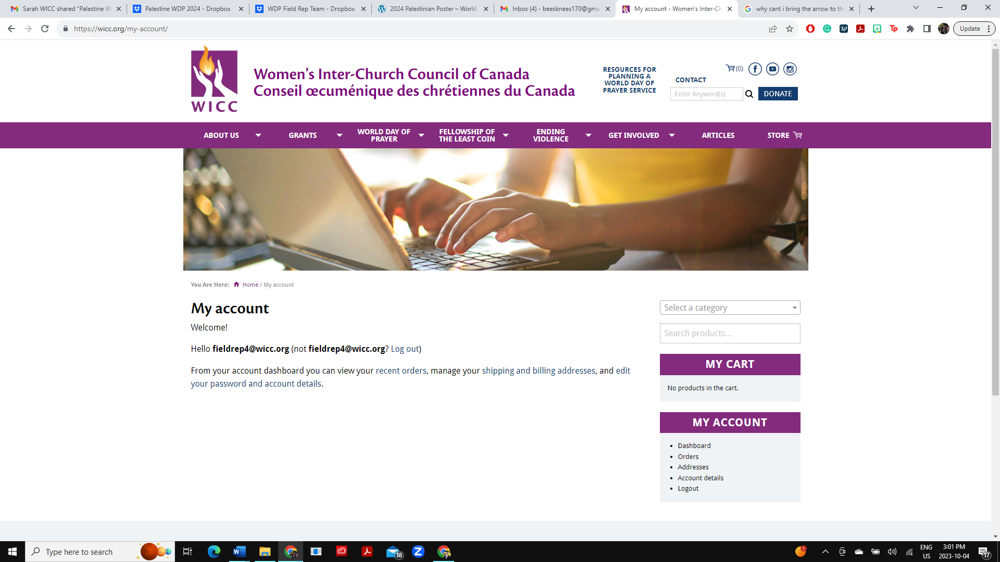 Sarah WICC shared "Palestine W
Palestine WDP 2024 - Dropbox
WDP Field Rep Team - Dropbox
2024 Palestinian Poster – World
Inbox (4) - beesknees170@gmai
My account - Women's Inter-Ch
why cant i bring the arrow to the
https://wicc.org/my-account/
Update
WICC
Women's Inter-Church Council of Canada
Conseil œcuménique des chrétiennes du Canada
RESOURCES FOR
PLANNING A
WORLD DAY OF
PRAYER SERVICE
(0)
CONTACT
Enter Keyword(s)
DONATE
ABOUT US
GRANTS
WORLD DAY OF
PRAYER
FELLOWSHIP OF
THE LEAST COIN
ENDING
VIOLENCE
GET INVOLVED
ARTICLES
STORE
You Are Here: Home / My account
My account
Welcome!
Hello fieldrep4@wicc.org (not fieldrep4@wicc.org? Log out)
From your account dashboard you can view your recent orders, manage your shipping and billing addresses, and edit
your password and account details.
Select a category
Search products...
MY CART
No products in the cart.
MY ACCOUNT
• Dashboard
• Orders
• Addresses
• Account details
• Logout
Type here to search
18
1
ENG
US
3:01 PM
2023-10-04
17